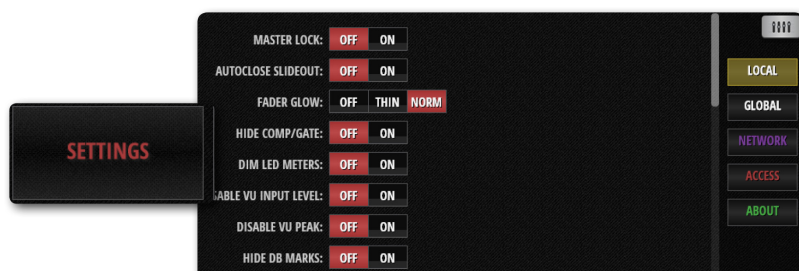 MASTER LOCK: OFF ON
AUTOCLOSE SLIDEOUT: OFF ON
FADER GLOW: OFF THIN NORM
HIDE COMP/GATE: OFF ON
DIM LED METERS: OFF ON
SABLE VU INPUT LEVEL: OFF ON
DISABLE VU PEAK: OFF ON
HIDE DB MARKS: OFF ON
SETTINGS
LOCAL
GLOBAL
NETWORK
ACCESS
ABOUT